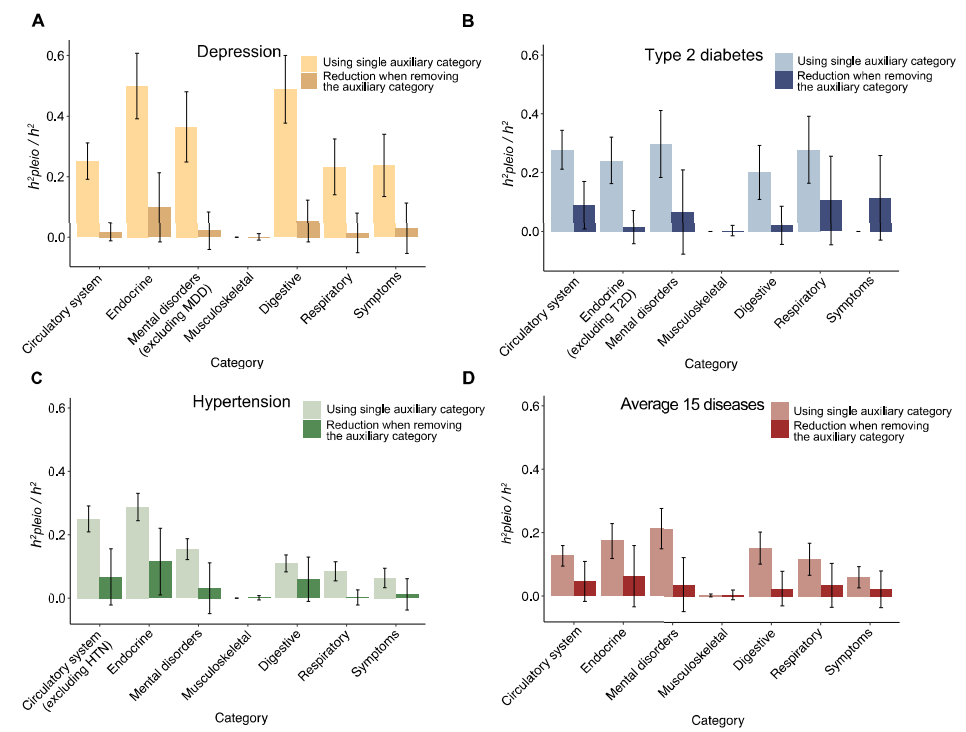 A
Depression
Using single auxiliary category
Reduction when removing
the auxiliary category
h²pleio / h²
0.6
0.4
0.2
0.0
Circulatory system
Endocrine
Mental disorders
(excluding MDD)
Musculoskeletal
Digestive
Respiratory
Symptoms
Category
B
Type 2 diabetes
Using single auxiliary category
Reduction when removing
the auxiliary category
h²pleio / h²
0.6
0.4
0.2
0.0
Circulatory system
Endocrine
(excluding T2D)
Mental disorders
Musculoskeletal
Digestive
Respiratory
Symptoms
Category
C
Hypertension
Using single auxiliary category
Reduction when removing
the auxiliary category
h²pleio / h²
0.6
0.4
0.2
0.0
Circulatory system
(excluding HTN)
Endocrine
Mental disorders
Musculoskeletal
Digestive
Respiratory
Symptoms
Category
D
Average 15 diseases
Using single auxiliary category
Reduction when removing
the auxiliary category
h²pleio / h²
0.6
0.4
0.2
0.0
Circulatory system
Endocrine
Mental disorders
Musculoskeletal
Digestive
Respiratory
Symptoms
Category